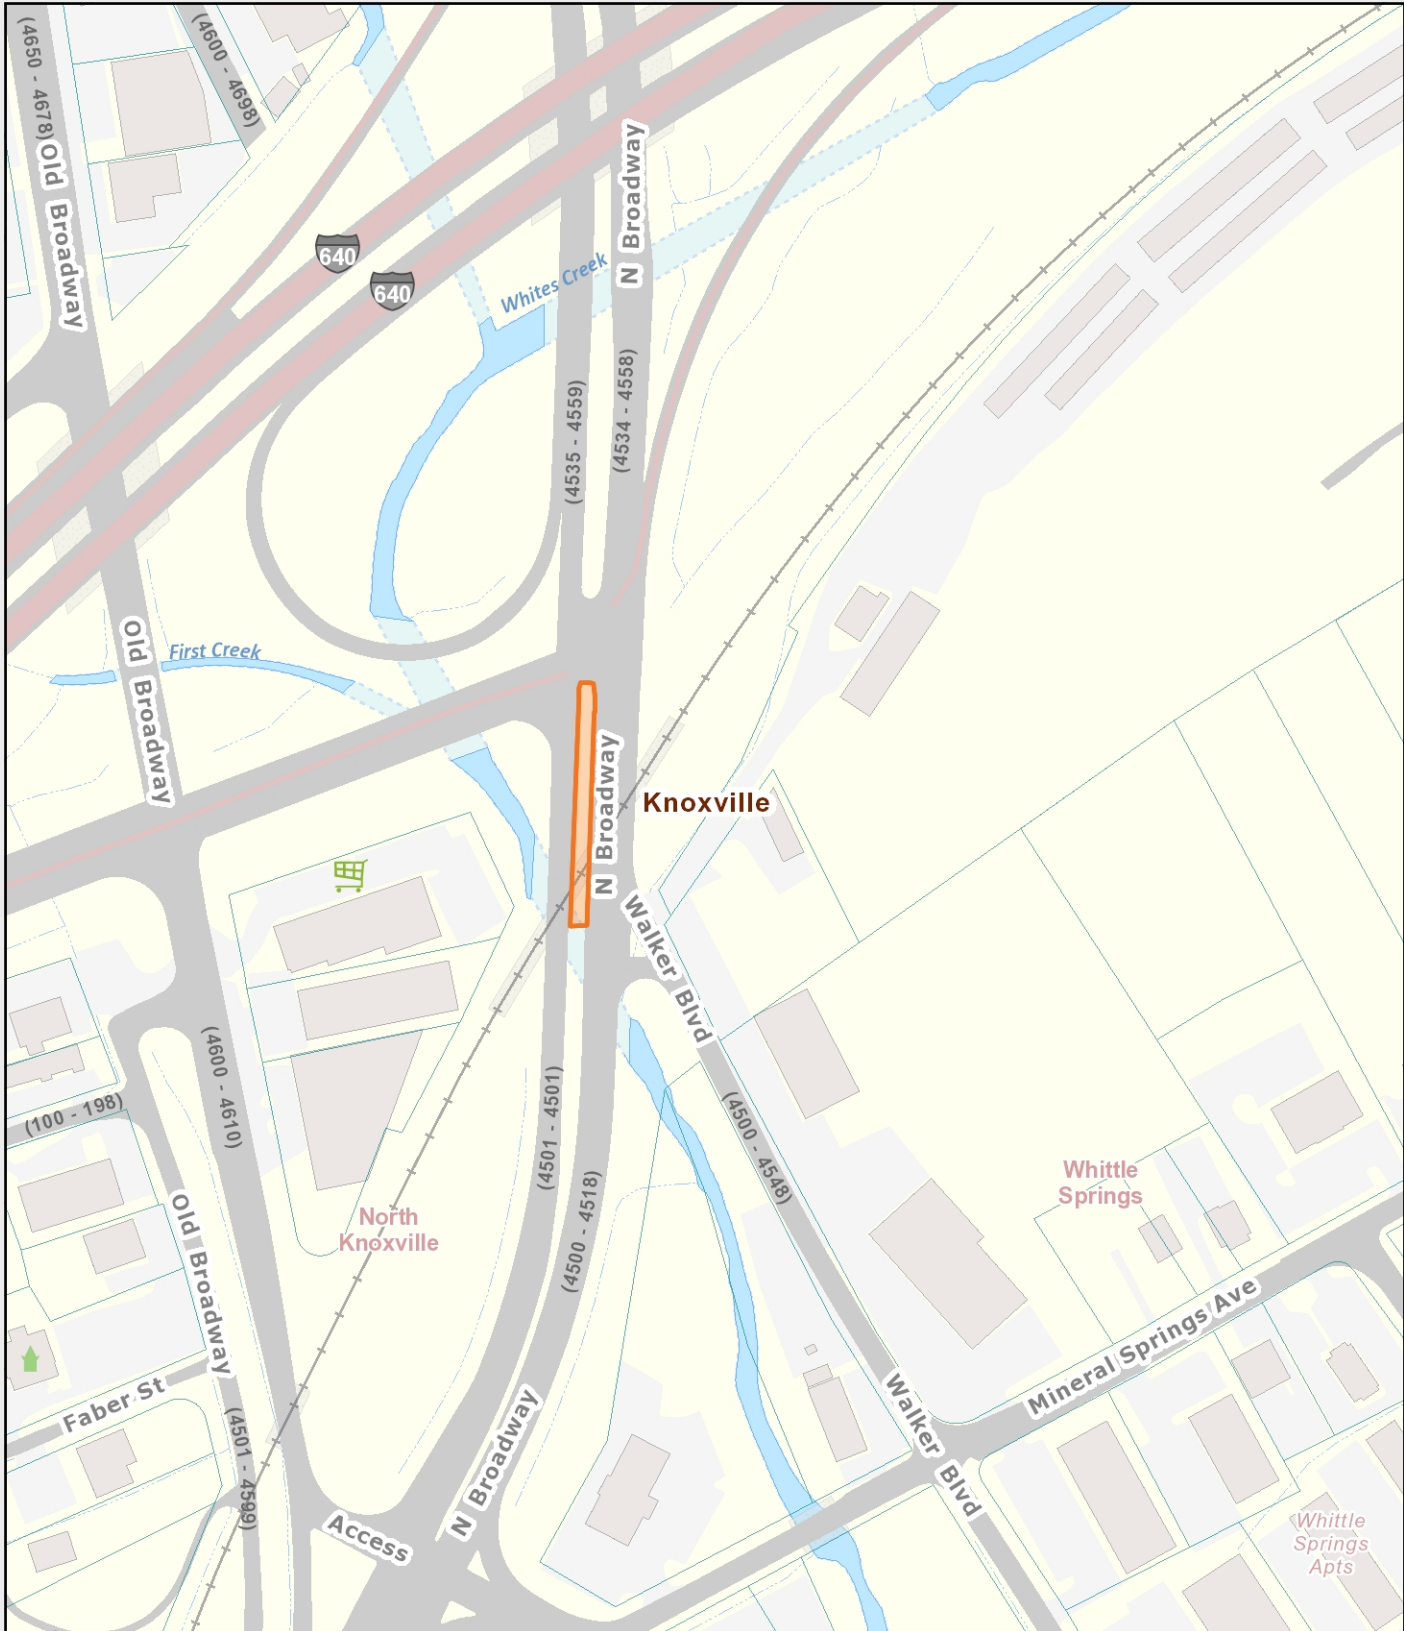 (4650 - 4678)
(4600 - 4698)
Old Broadway
N Broadway
640
640
Whites Creek
(4535 - 4559)
(4534 - 4558)
Old Broadway
First Creek
N Broadway
Knoxville
Walker Blvd
(4600 - 4610)
(100 - 198)
(4501 - 4501)
(4500 - 4518)
(4500 - 4548)
Whittle
Springs
North
Knoxville
Old Broadway
Mineral Springs Ave
Faber St
(4501 - 4599)
N Broadway
Walker Blvd
Access
Whittle
Springs
Apts